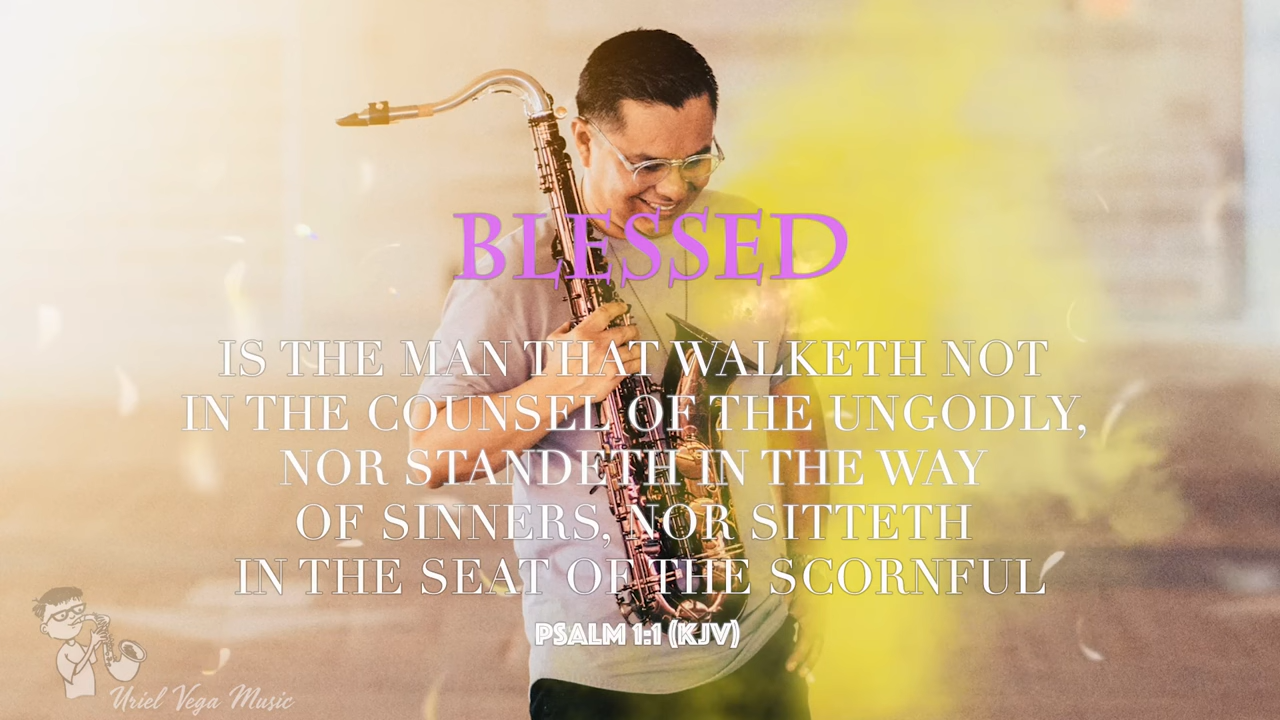 BLESSED
IS THE MAN THAT WALKETH NOT
IN THE COUNSEL OF THE UNGODLY,
NOR STANDETH IN THE WAY
OF SINNERS, NOR SITTETH
IN THE SEAT OF THE SCORNFUL
PSALM 1:1 (KJV)
Uriel Vega Music